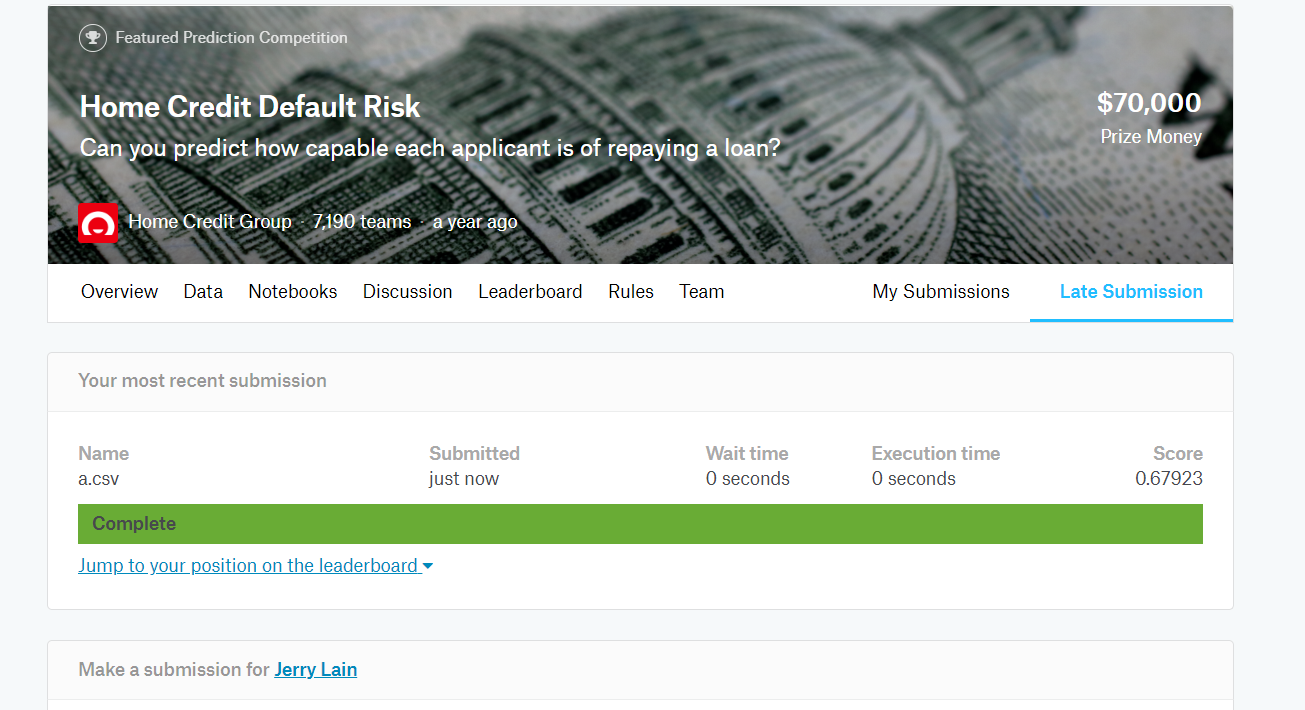 Featured Prediction Competition
Home Credit Default Risk
$70,000
Can you predict how capable each applicant is of repaying a loan?
Prize Money
Home Credit Group · 7,190 teams · a year ago
Overview Data Notebooks Discussion Leaderboard Rules Team My Submissions Late Submission
Your most recent submission
Name Submitted Wait time Execution time Score
a.csv just now 0 seconds 0 seconds 0.67923
Complete
Jump to your position on the leaderboard
Make a submission for Jerry Lain